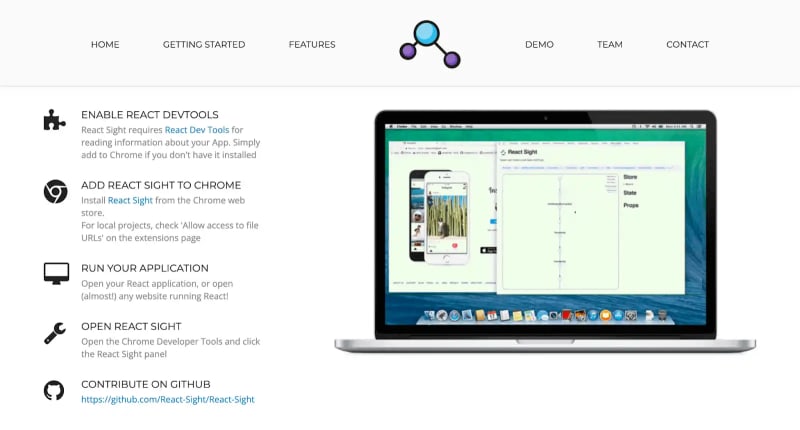 HOME
GETTING STARTED
FEATURES
DEMO
TEAM
CONTACT
ENABLE REACT DEVTOOLS
React Sight requires React Dev Tools for
reading information about your App. Simply
add to Chrome if you don't have it installed
ADD REACT SIGHT TO CHROME
Install React Sight from the Chrome web
store.
For local projects, check 'Allow access to file
URLs' on the extensions page
RUN YOUR APPLICATION
Open your React application, or open
(almost!) any website running React!
OPEN REACT SIGHT
Open the Chrome Developer Tools and click
the React Sight panel
CONTRIBUTE ON GITHUB
https://github.com/React-Sight/React-Sight
React Sight
Store
State
Props